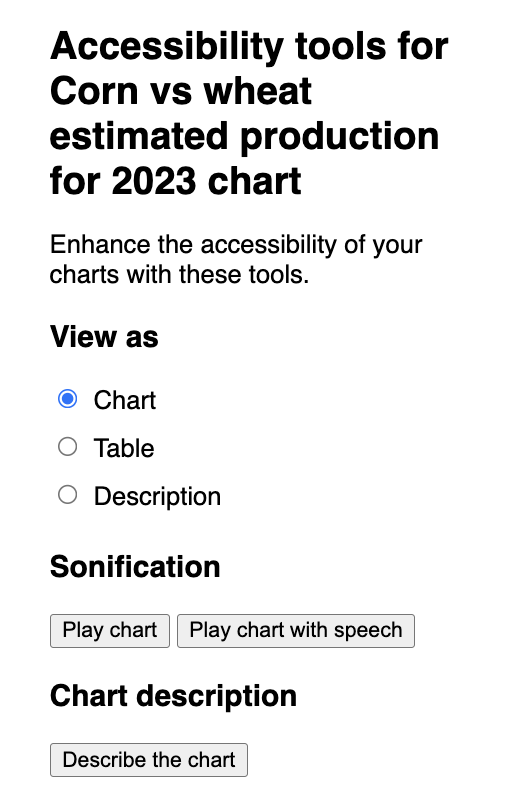 Accessibility tools for
Corn vs wheat
estimated production
for 2023 chart
Enhance the accessibility of your
charts with these tools.
View as
Chart
Table
Description
Sonification
Play chart Play chart with speech
Chart description
Describe the chart